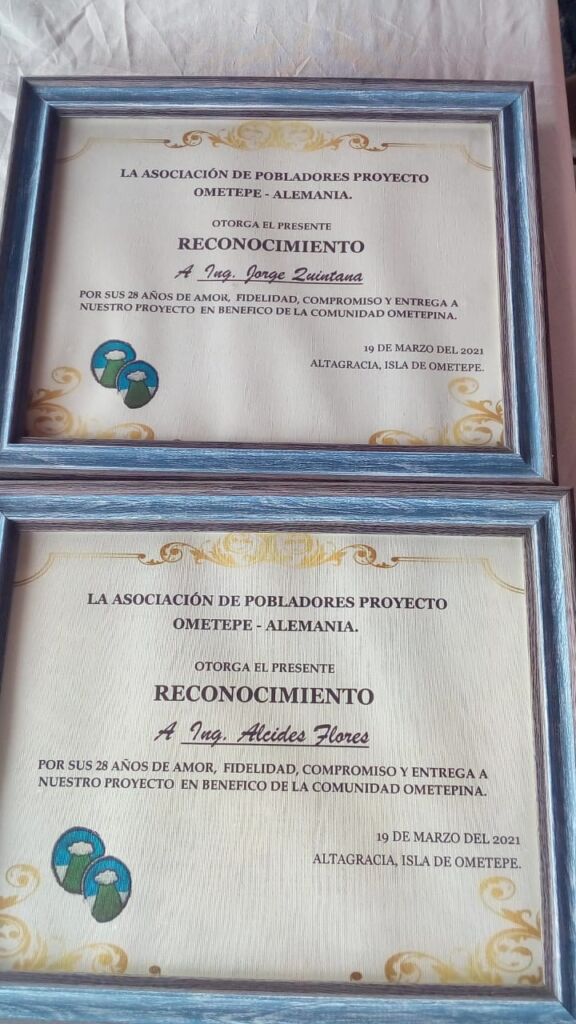 LA ASOCIACIÓN DE POBLADORES PROYECTO
OMETEPE - ALEMANIA.
OTORGA EL PRESENTE
RECONOCIMIENTO
A Ing. Jorge Quintana
POR SUS 28 AÑOS DE AMOR, FIDELIDAD, COMPROMISO Y ENTREGA A
NUESTRO PROYECTO EN BENEFICO DE LA COMUNIDAD OMETEPINA.
19 DE MARZO DEL 2021
ALTAGRACIA, ISLA DE OMETEPE.
LA ASOCIACIÓN DE POBLADORES PROYECTO
OMETEPE - ALEMANIA.
OTORGA EL PRESENTE
RECONOCIMIENTO
A Ing. Alcides Flores
POR SUS 28 AÑOS DE AMOR, FIDELIDAD, COMPROMISO Y ENTREGA A
NUESTRO PROYECTO EN BENEFICO DE LA COMUNIDAD OMETEPINA.
19 DE MARZO DEL 2021
ALTAGRACIA, ISLA DE OMETEPE.